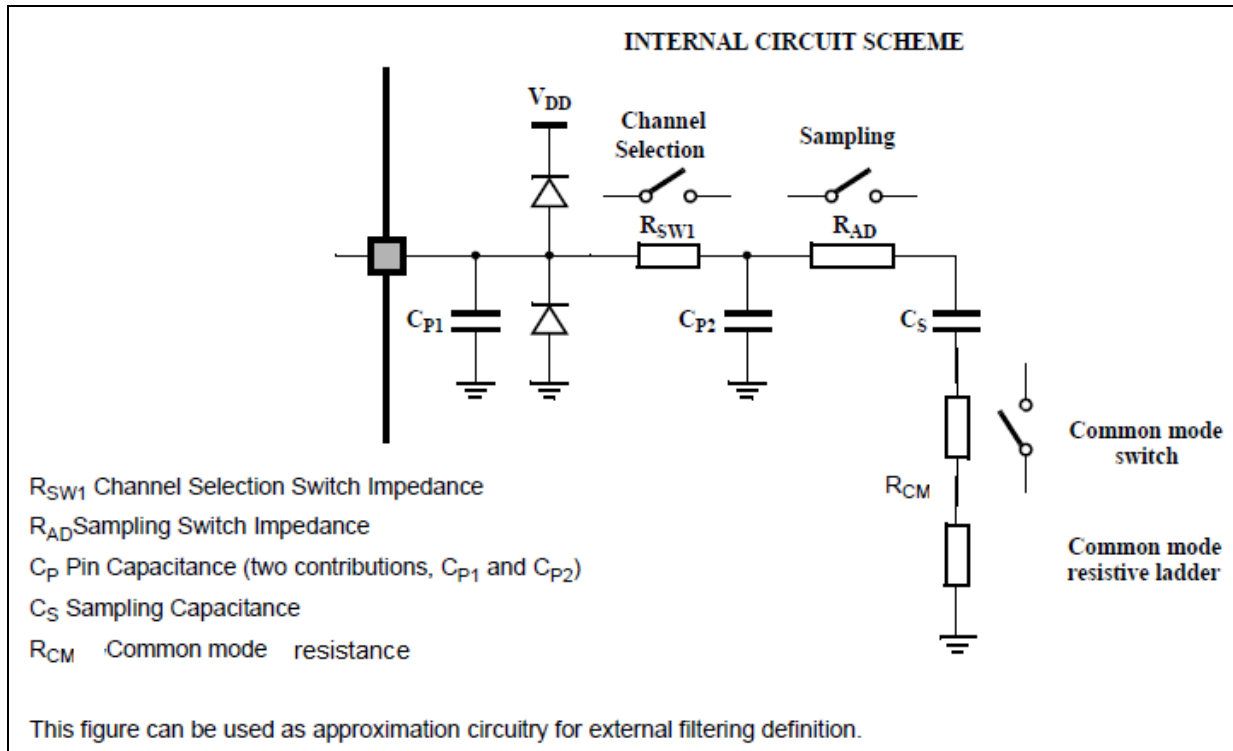 INTERNAL CIRCUIT SCHEME
VDD
Channel
Selection
Sampling
RSW1
RAD
CP1
CP2
CS
Common mode
switch
RCM
Common mode
resistive ladder
RSW1 Channel Selection Switch Impedance
RADSampling Switch Impedance
CP Pin Capacitance (two contributions, CP1 and CP2)
CS Sampling Capacitance
RCM Common mode resistance
This figure can be used as approximation circuitry for external filtering definition.